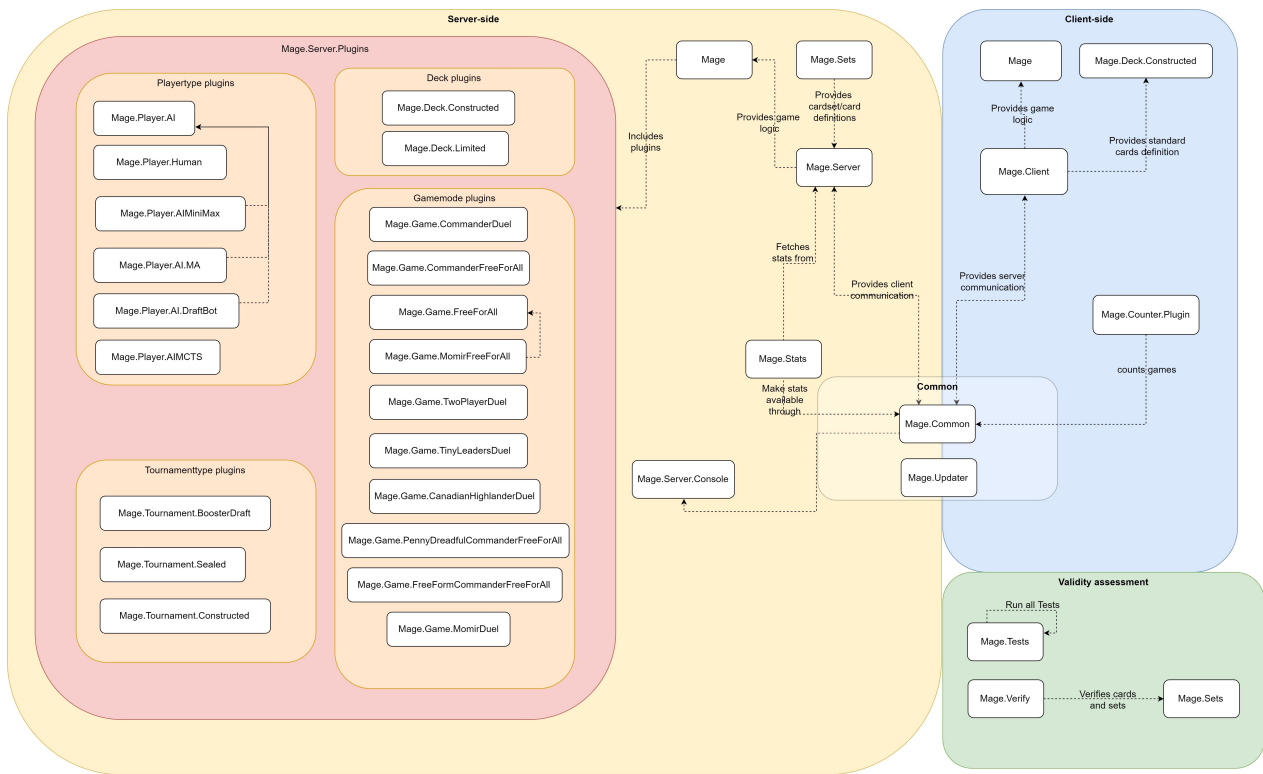 Server-side
Mage.Server.Plugins
Playertype plugins
Mage.Player.AI
Mage.Player.Human
Mage.Player.AIMiniMax
Mage.Player.AI.MA
Mage.Player.AI.DraftBot
Mage.Player.AIMCTS
Tournamenttype plugins
Mage.Tournament.BoosterDraft
Mage.Tournament.Sealed
Mage.Tournament.Constructed
Deck plugins
Mage.Deck.Constructed
Mage.Deck.Limited
Gamemode plugins
Mage.Game.CommanderDuel
Mage.Game.CommanderFreeForAll
Mage.Game.FreeForAll
Mage.Game.MomirFreeForAll
Mage.Game.TwoPlayerDuel
Mage.Game.TinyLeadersDuel
Mage.Game.CanadianHighlanderDuel
Mage.Game.PennyDreadfulCommanderFreeForAll
Mage.Game.FreeFormCommanderFreeForAll
Mage.Game.MomirDuel
Includes
plugins
Mage
Mage.Sets
Provides
cardset/card
definitions
Provides game
logic
Mage.Server
Fetches
stats from
Provides client
communication
Mage.Stats
Make stats
available
through
Mage.Server.Console
Common
Mage.Common
Mage.Updater
Client-side
Mage
Mage.Deck.Constructed
Provides game
logic
Provides standard
cards definition
Mage.Client
Provides server
communication
Mage.Counter.Plugin
counts games
Validity assessment
Run all Tests
Mage.Tests
Mage.Verify
Verifies cards
and sets
Mage.Sets